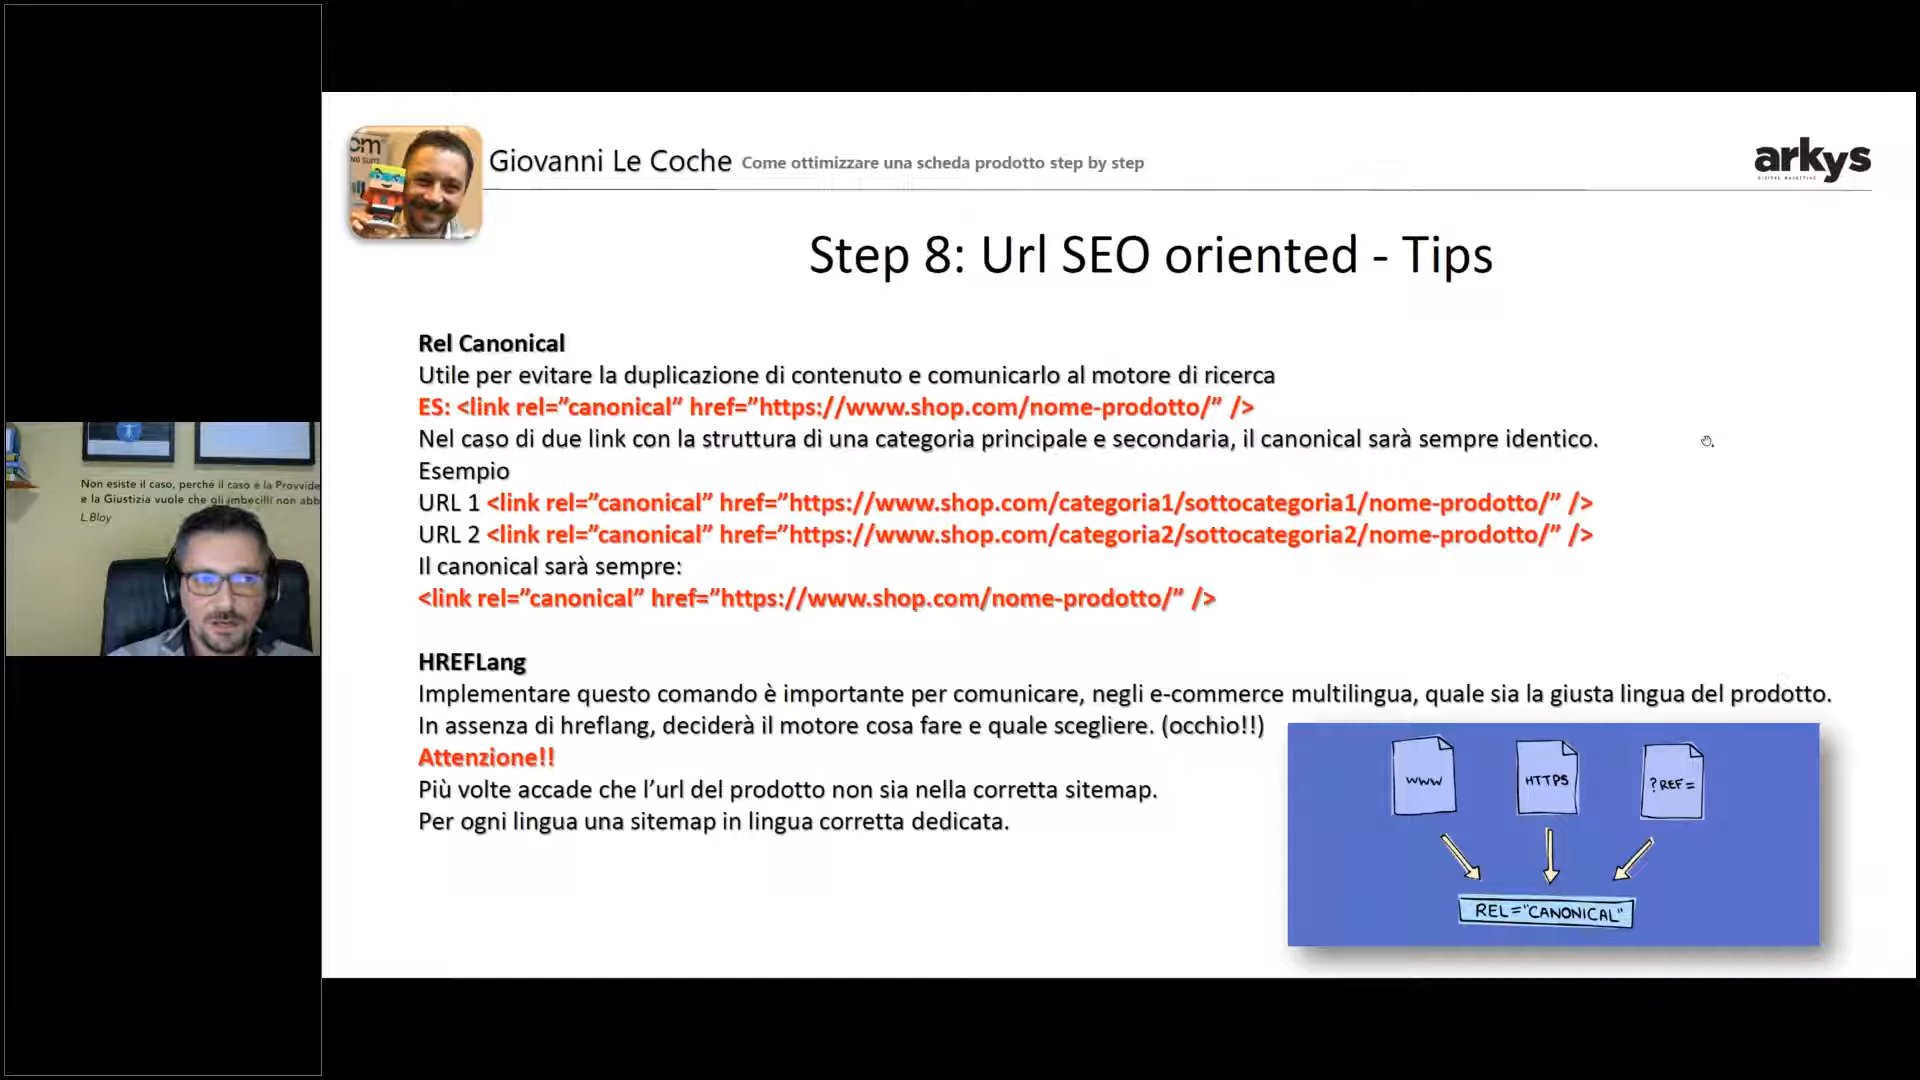 om
Giovanni Le Coche Come ottimizzare una scheda prodotto step by step
arkys
DIGITAL MARKETING
Step 8: Url SEO oriented - Tips
Rel Canonical
Utile per evitare la duplicazione di contenuto e comunicarlo al motore di ricerca
ES: <link rel=”canonical” href=”https://www.shop.com/nome-prodotto/” />
Nel caso di due link con la struttura di una categoria principale e secondaria, il canonical sarà sempre identico.
Esempio
URL 1 <link rel=”canonical” href=”https://www.shop.com/categoria1/sottocategoria1/nome-prodotto/” />
URL 2 <link rel=”canonical” href=”https://www.shop.com/categoria2/sottocategoria2/nome-prodotto/” />
Il canonical sarà sempre:
<link rel=”canonical” href=”https://www.shop.com/nome-prodotto/” />
HREFLang
Implementare questo comando è importante per comunicare, negli e-commerce multilingua, quale sia la giusta lingua del prodotto.
In assenza di hreflang, deciderà il motore cosa fare e quale scegliere. (occhio!!)
Attenzione!!
Più volte accade che l’url del prodotto non sia nella corretta sitemap.
Per ogni lingua una sitemap in lingua corretta dedicata.
WWW
HTTPS
?REF=
REL="CANONICAL"
Non esiste il caso, perché il caso è la Provvide
e la Giustizia vuole che gli imbecilli non abb
L.Bloy